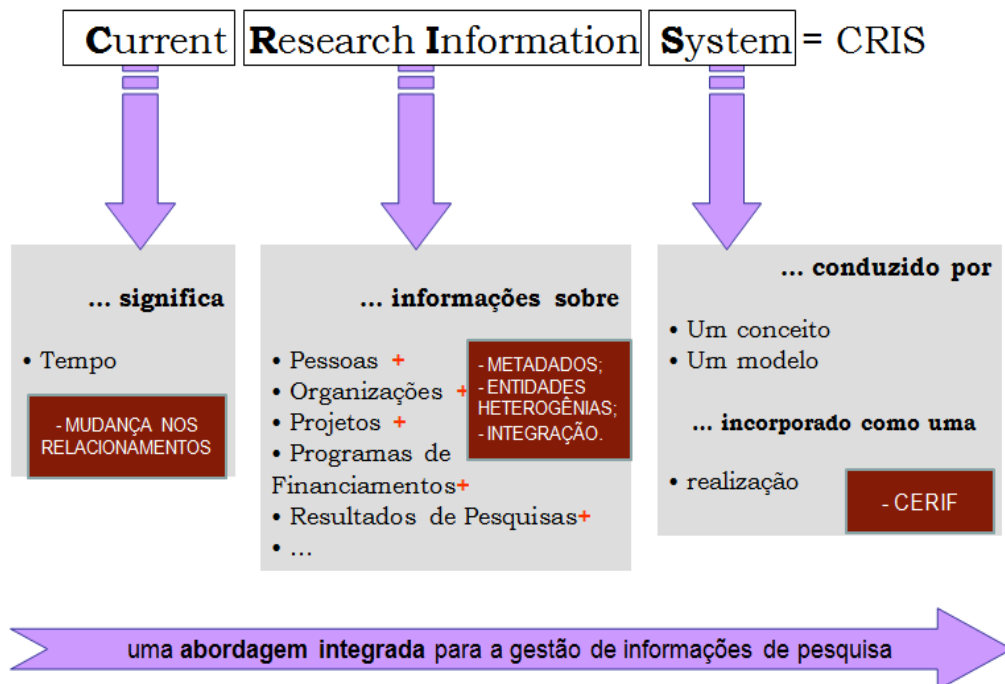 Current Research Information System = CRIS
... significa
• Tempo
- MUDANÇA NOS
RELACIONAMENTOS
... informações sobre
• Pessoas +
• Organizações +
• Projetos +
• Programas de
Financiamentos+
• Resultados de Pesquisas+
• ...
- METADADOS;
- ENTIDADES
HETEROGÊNIAS;
- INTEGRAÇÃO.
... conduzido por
• Um conceito
• Um modelo
... incorporado como uma
• realização
- CERIF
uma abordagem integrada para a gestão de informações de pesquisa